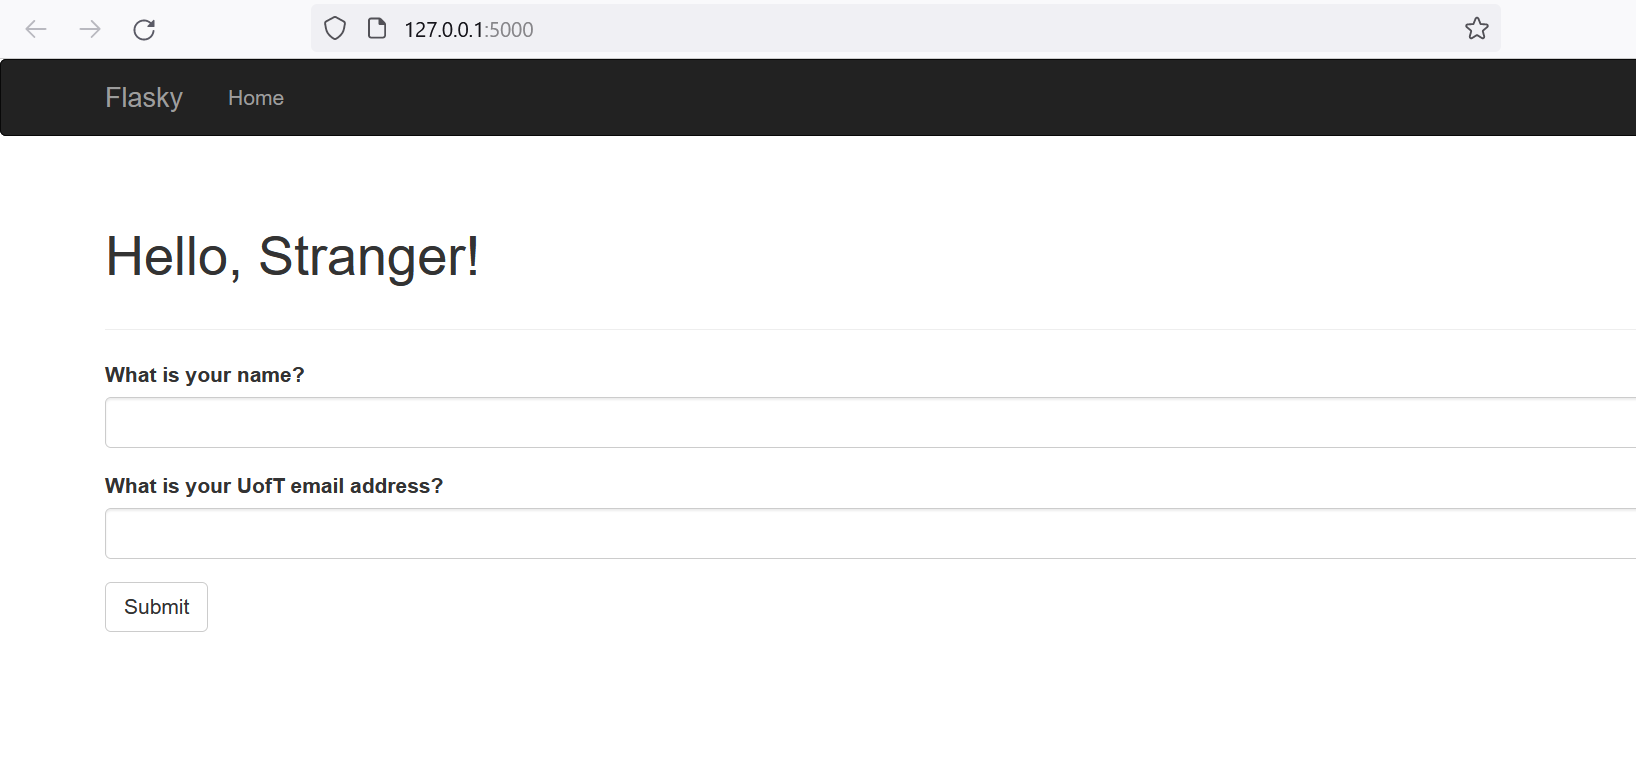 127.0.0.1:5000
Flasky Home
Hello, Stranger!
What is your name?
What is your UofT email address?
Submit